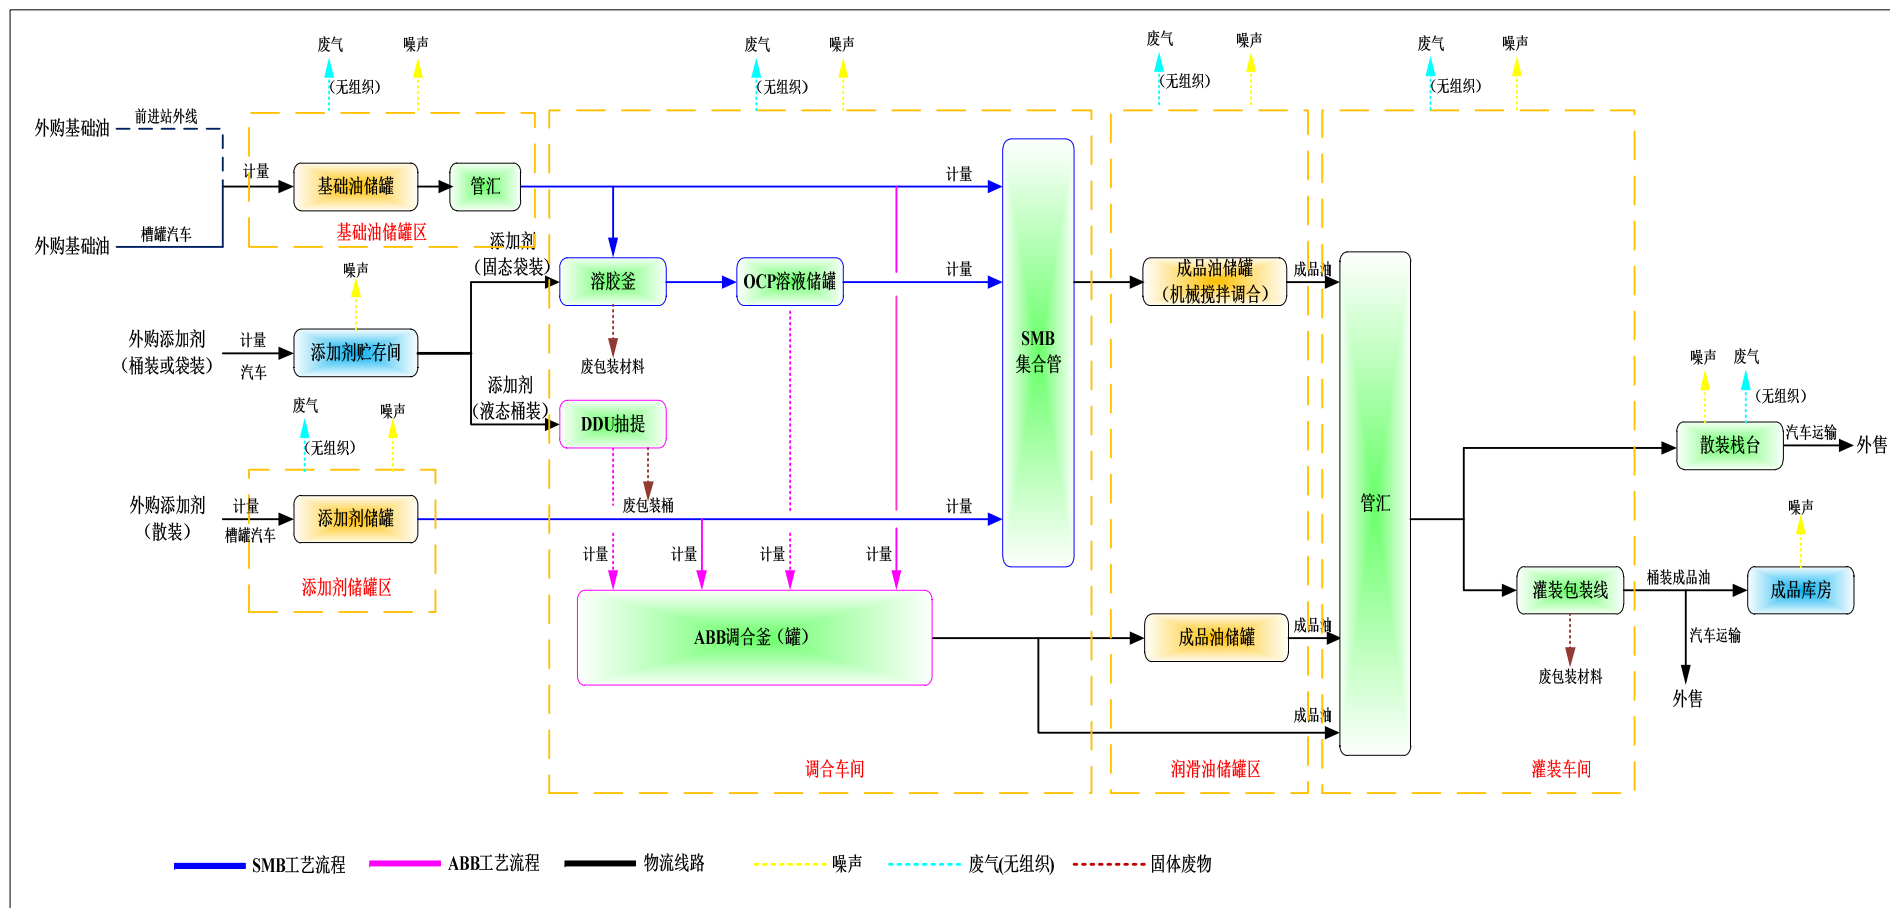 废气
噪声
废气
噪声
废气
噪声
废气
噪声
(无组织)
(无组织)
(无组织)
(无组织)
外购基础油
前进站外线
计量
基础油储罐
管汇
计量
外购基础油
槽罐汽车
基础油储罐区
添加剂
(固态袋装)
噪声
溶胶釜
OCP溶液储罐
计量
成品油储罐
(机械搅拌调合)
成品油
外购添加剂
(桶装或袋装)
计量
汽车
添加剂贮存间
SMB
集合管
废包装材料
添加剂
(液态桶装)
噪声
废气
(无组织)
废气
噪声
(无组织)
DDU抽提
散装栈台
汽车运输
外售
外购添加剂
(散装)
计量
槽罐汽车
添加剂储罐
废包装桶
计量
管汇
噪声
计量
计量
计量
计量
添加剂储罐区
灌装包装线
桶装成品油
成品库房
ABB调合釜（罐）
成品油储罐
成品油
汽车运输
废包装材料
外售
成品油
调合车间
润滑油储罐区
灌装车间
SMB工艺流程
ABB工艺流程
物流线路
噪声
废气(无组织)
固体废物